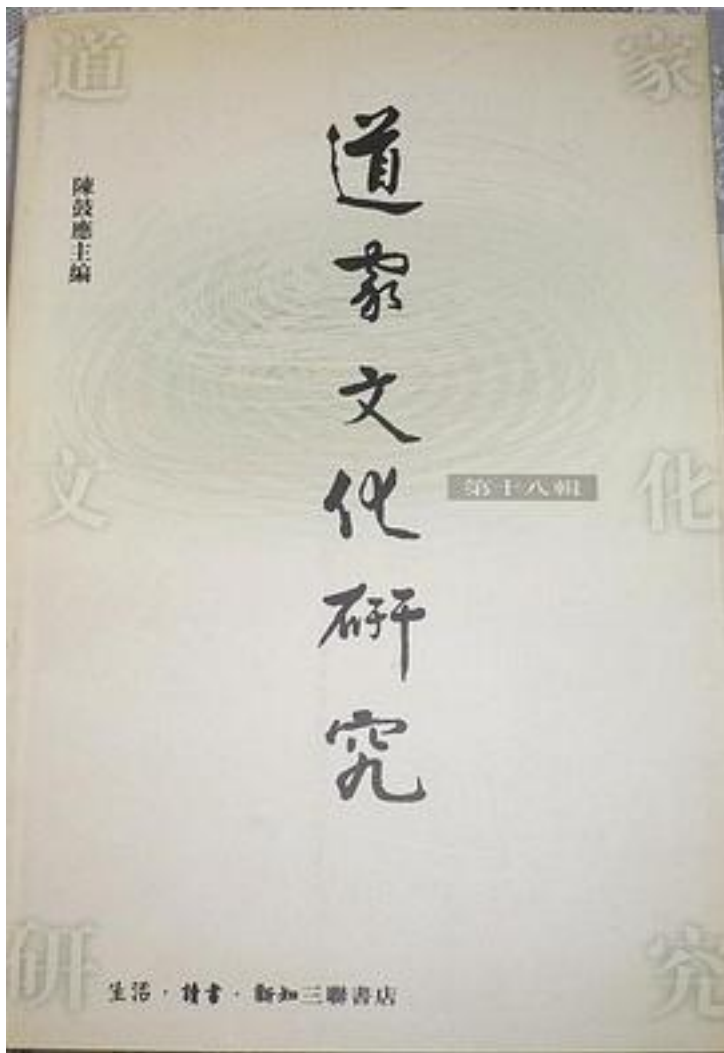 道 家
陳鼓應主編
道家文化研究
第十八輯
文 化
研 究
生活·讀書·新知三聯書店